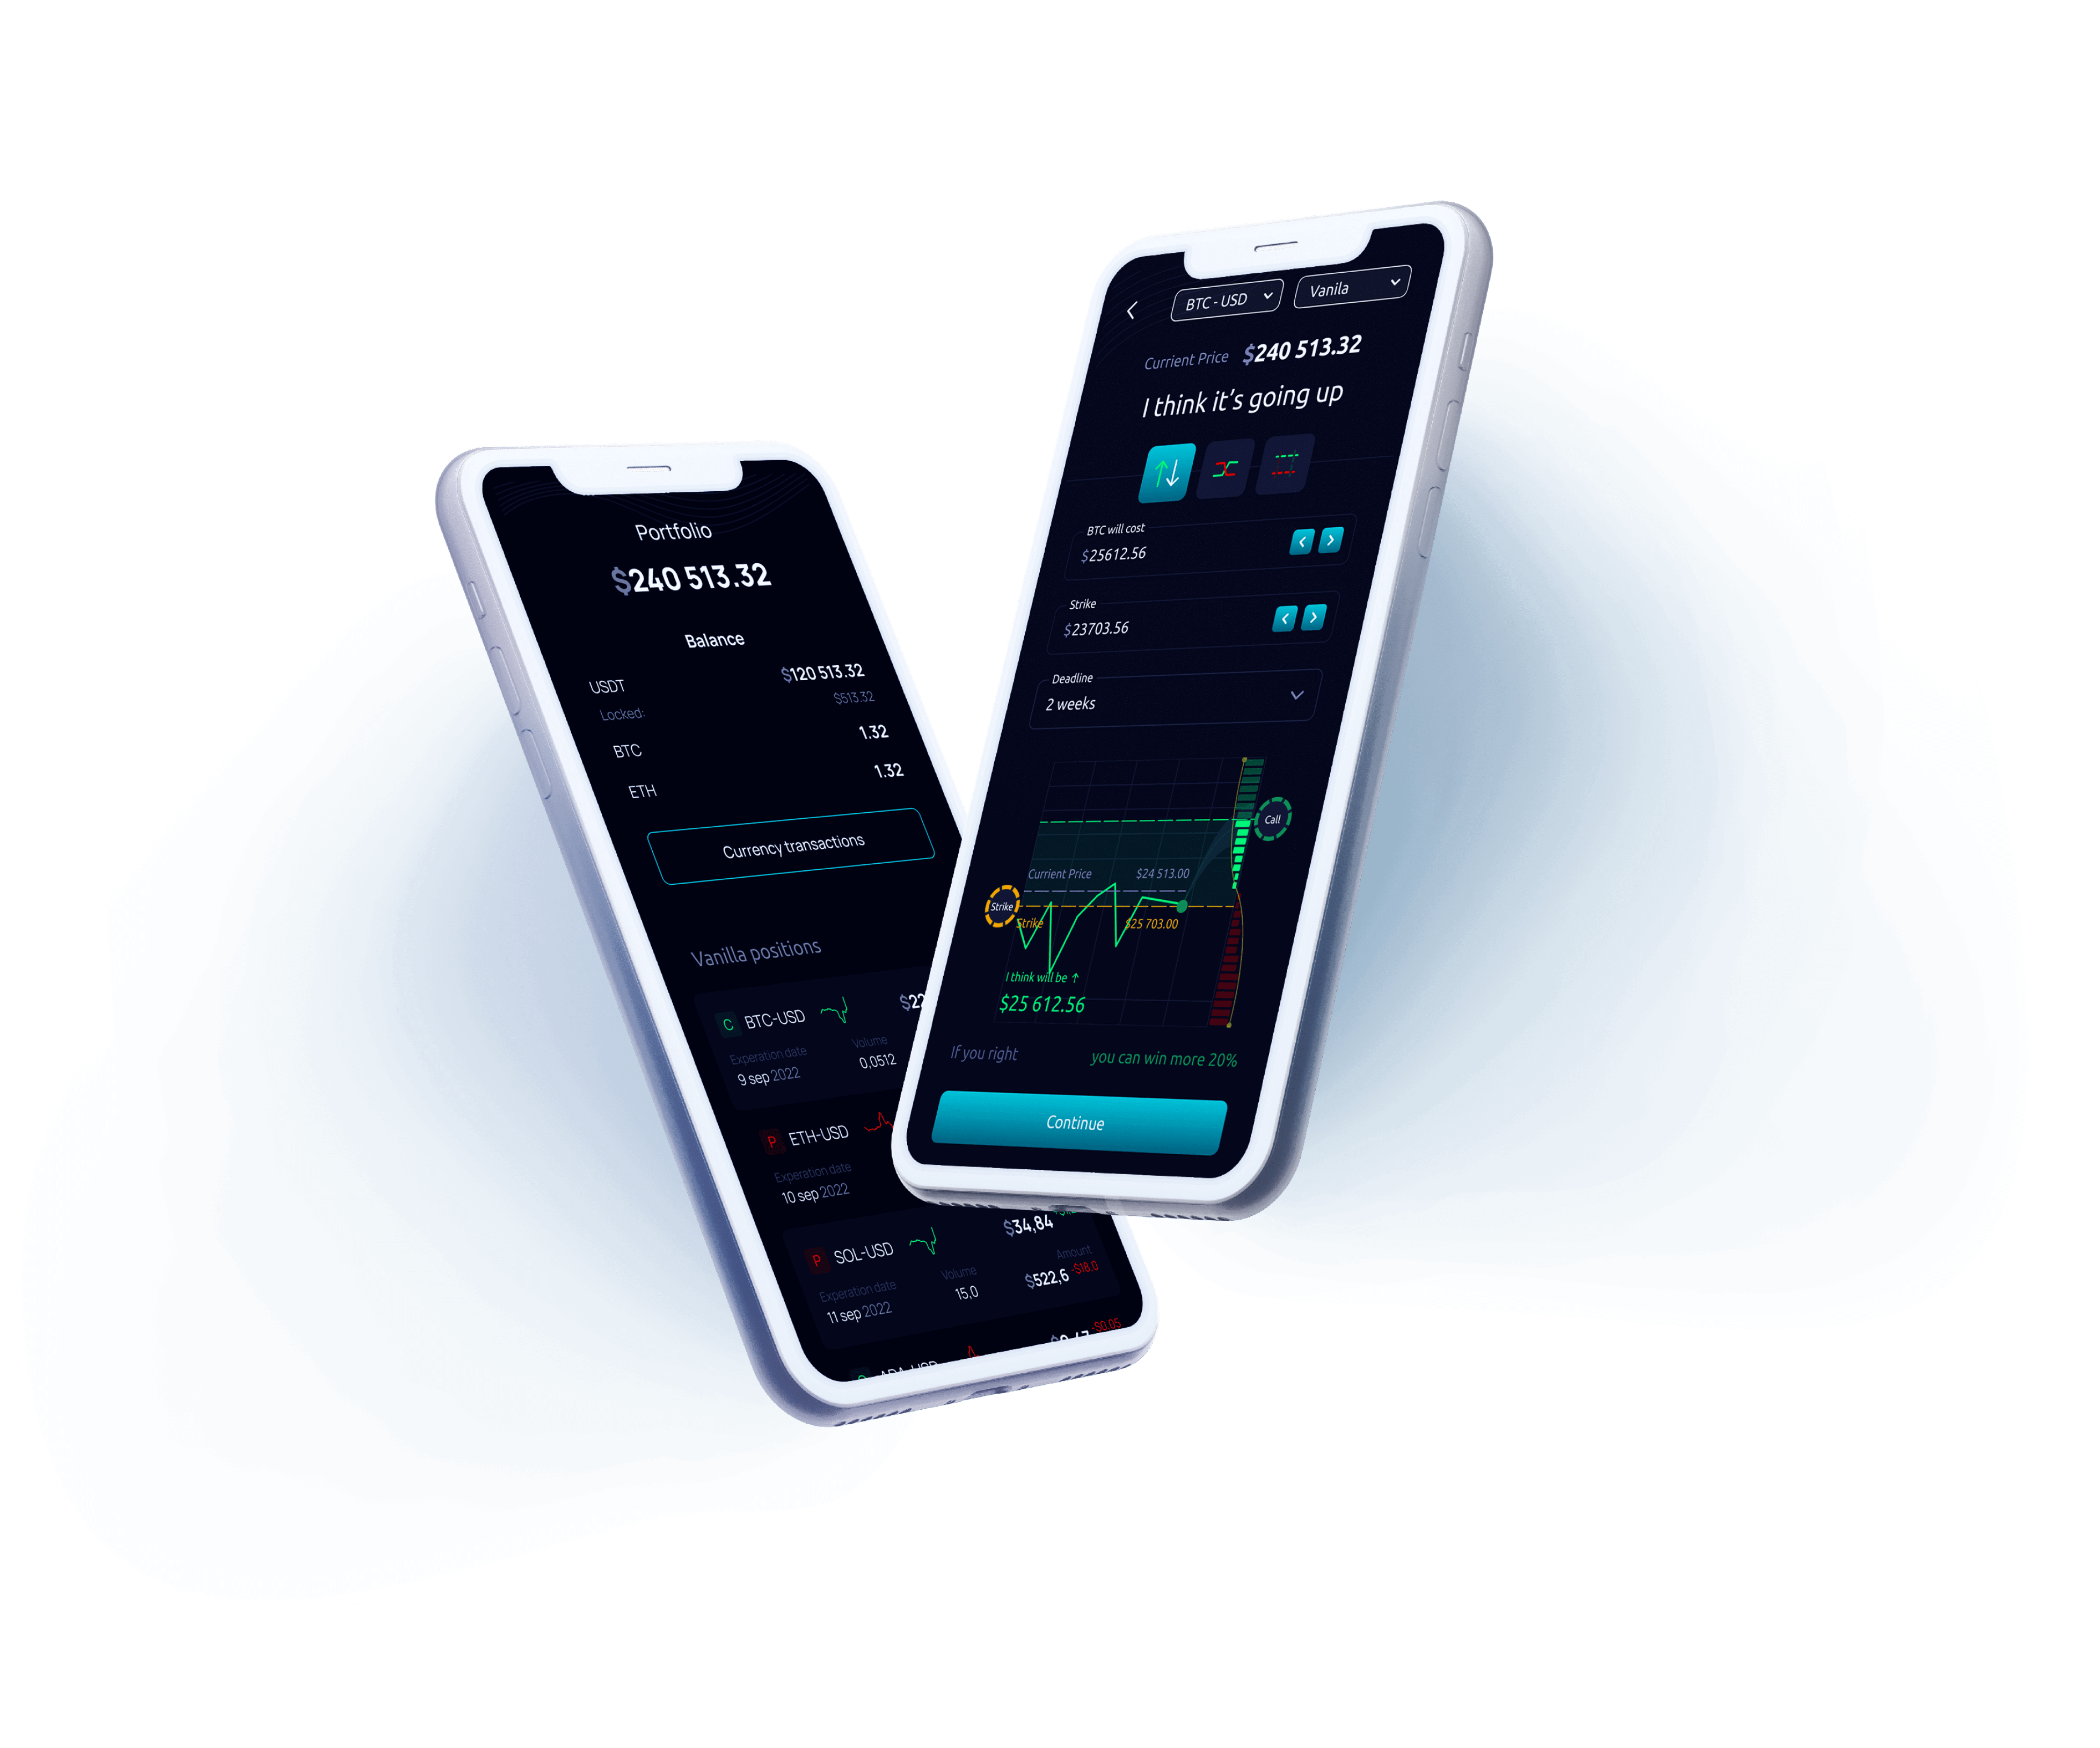 Portfolio
$240 513.32
Balance
USDT $120 513.32
Locked: $513.32
BTC 1.32
ETH 1.32
Currency transactions
Vanilla positions
C BTC-USD
Experation date Volume
9 sep 2022 0,0512
P ETH-USD
Experation date
10 sep 2022
P SOL-USD $34,84
Experation date Volume Amount
11 sep 2022 15,0 $522,6 -$18.0
-$0.05
BTC - USD Vanila
Currient Price $240 513.32
I think it’s going up
BTC will cost
$25612.56
Strike
$23703.56
Deadline
2 weeks
Call
Currient Price $24 513.00
Strike
Strike $25 703.00
I think will be ↑
$25 612.56
If you right you can win more 20%
Continue